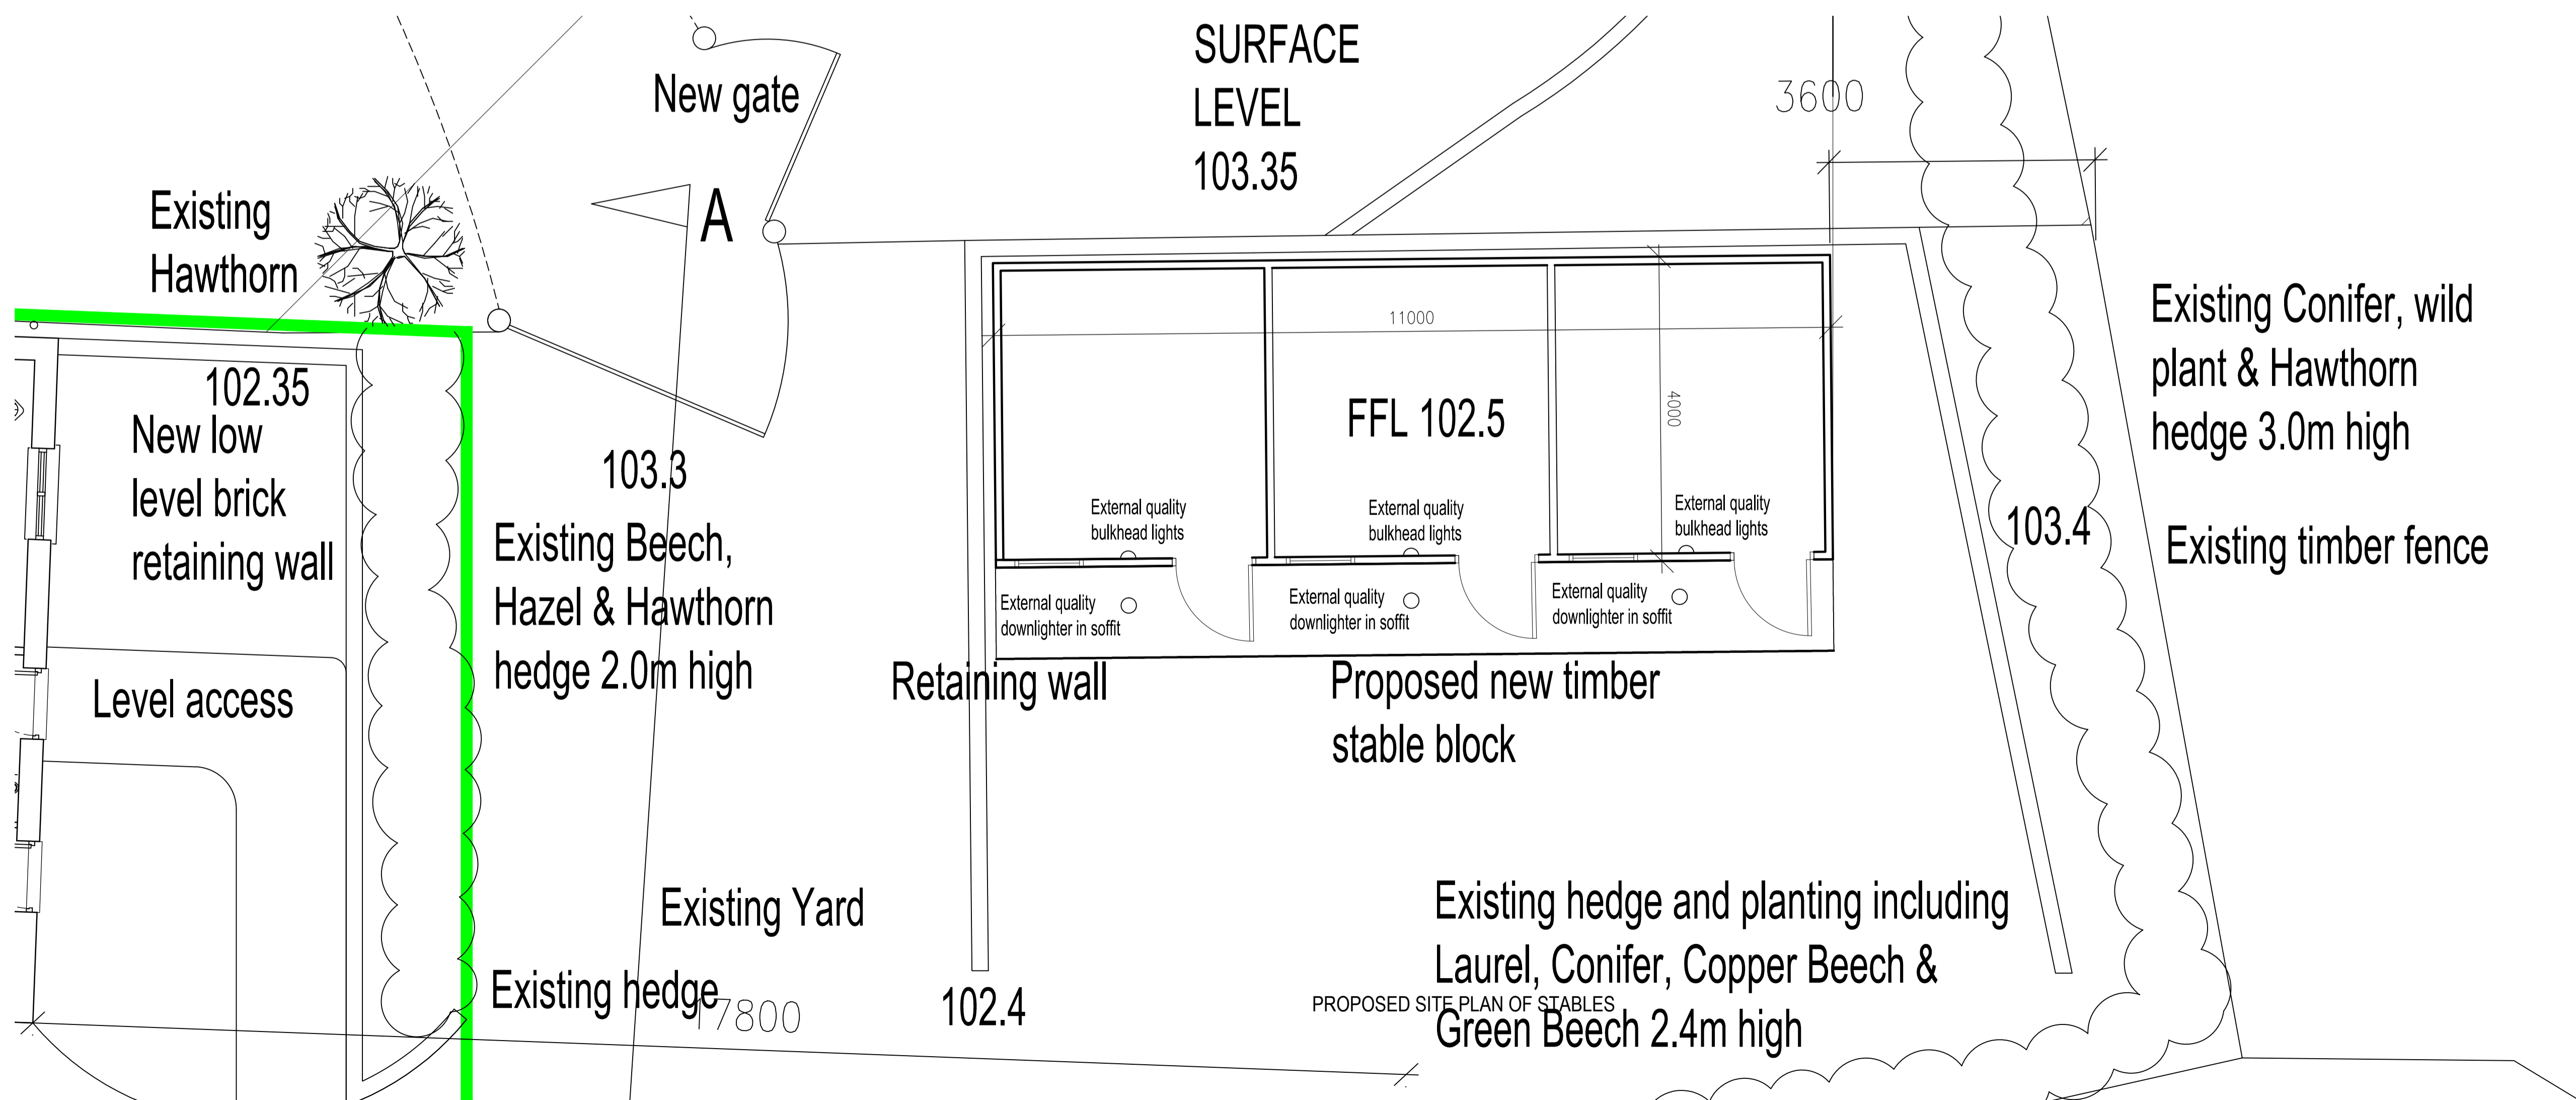 SURFACE
LEVEL
103.35
New gate
3600
A
Existing
Hawthorn
102.35
New low
level brick
retaining wall
Level access
103.3
Existing Beech,
Hazel & Hawthorn
hedge 2.0m high
11000
4000
FFL 102.5
External quality
bulkhead lights
External quality
bulkhead lights
External quality
bulkhead lights
External quality
downlighter in soffit
External quality
downlighter in soffit
External quality
downlighter in soffit
Retaining wall
Proposed new timber
stable block
Existing Conifer, wild
plant & Hawthorn
hedge 3.0m high
103.4
Existing timber fence
Existing Yard
Existing hedge
17800
102.4
Existing hedge and planting including
Laurel, Conifer, Copper Beech &
PROPOSED SITE PLAN OF STABLES
Green Beech 2.4m high